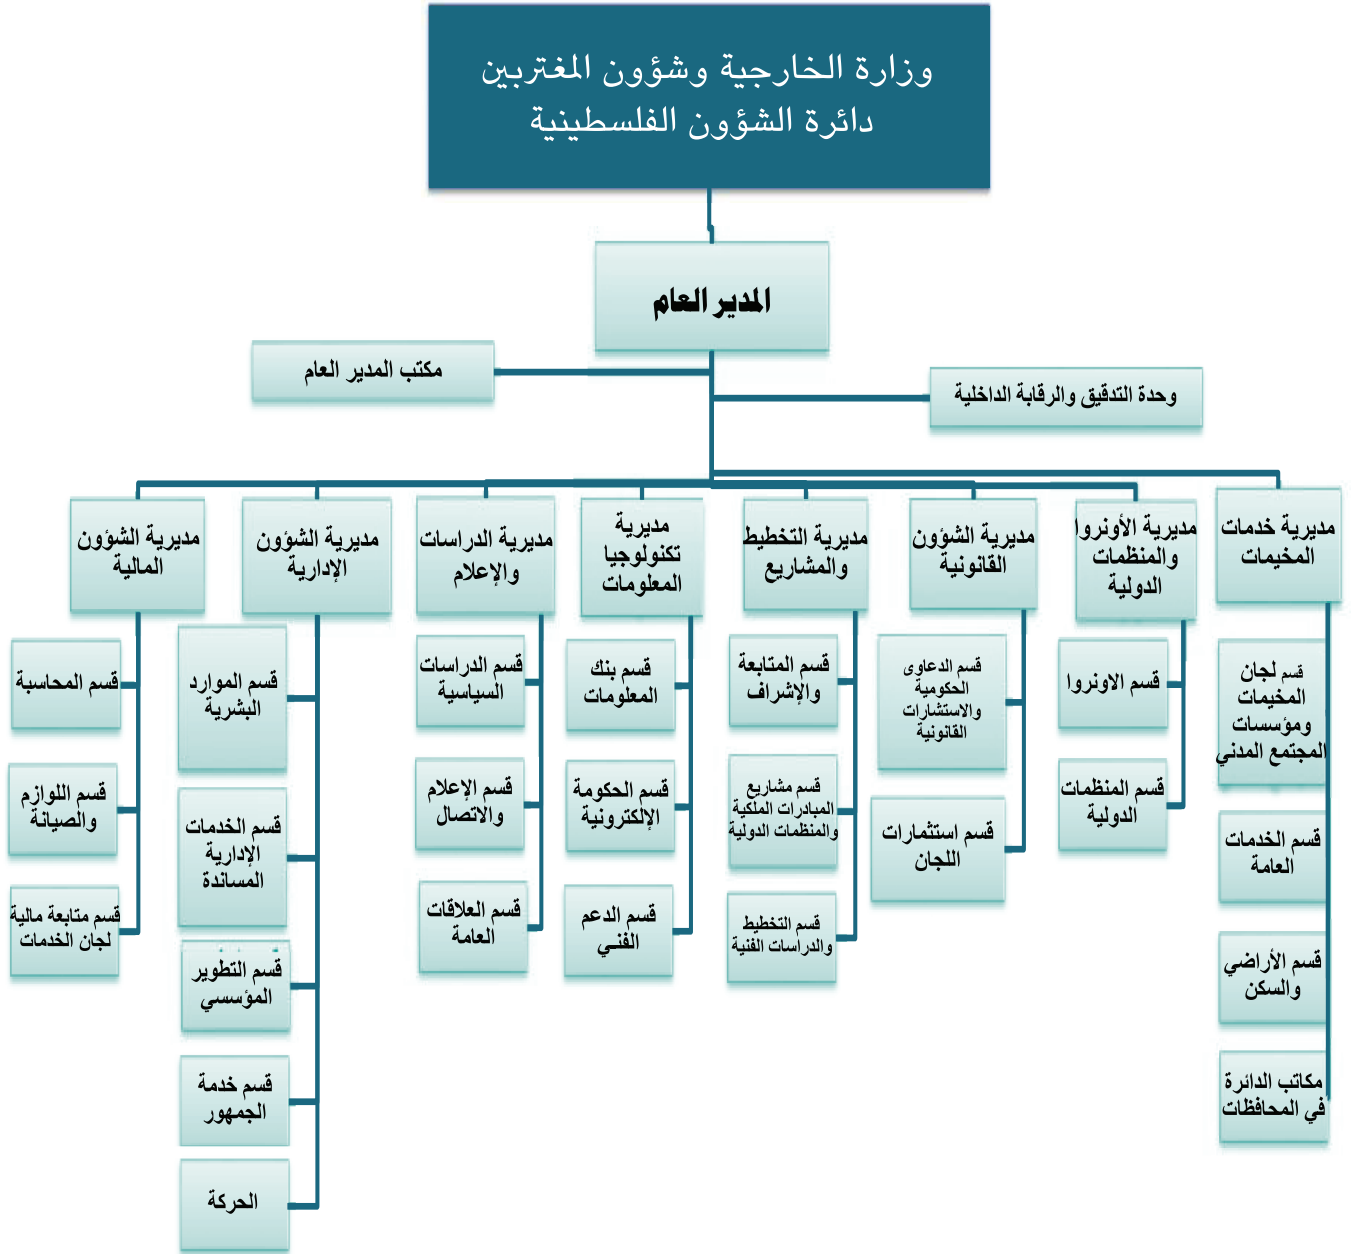 وزارة الخارجية وشؤون المغتربين
دائرة الشؤون الفلسطينية
المدير العام
مكتب المدير العام
وحدة التدقيق والرقابة الداخلية
مديرية خدمات
المخيمات
قسم لجان
المخيمات
ومؤسسات
المجتمع المدني
قسم الخدمات
العامة
قسم الأراضي
والسكن
مكاتب الدائرة
في المحافظات
مديرية الأونروا
والمنظمات
الدولية
قسم الاونروا
قسم المنظمات
الدولية
مديرية الشؤون
القانونية
قسم الدعاوى
الحكومية
والاستشارات
القانونية
قسم استثمارات
اللجان
مديرية التخطيط
والمشاريع
قسم المتابعة
والإشراف
قسم مشاريع
المبادرات الملكية
والمنظمات الدولية
قسم التخطيط
والدراسات الفنية
مديرية
تكنولوجيا
المعلومات
قسم بنك
المعلومات
قسم الحكومة
الإلكترونية
قسم الدعم
الفني
مديرية الدراسات
والإعلام
قسم الدراسات
السياسية
قسم الإعلام
والاتصال
قسم العلاقات
العامة
مديرية الشؤون
الإدارية
قسم الموارد
البشرية
قسم الخدمات
الإدارية
المساندة
قسم التطوير
المؤسسي
قسم خدمة
الجمهور
الحركة
مديرية الشؤون
المالية
قسم المحاسبة
قسم اللوازم
والصيانة
قسم متابعة مالية
لجان الخدمات